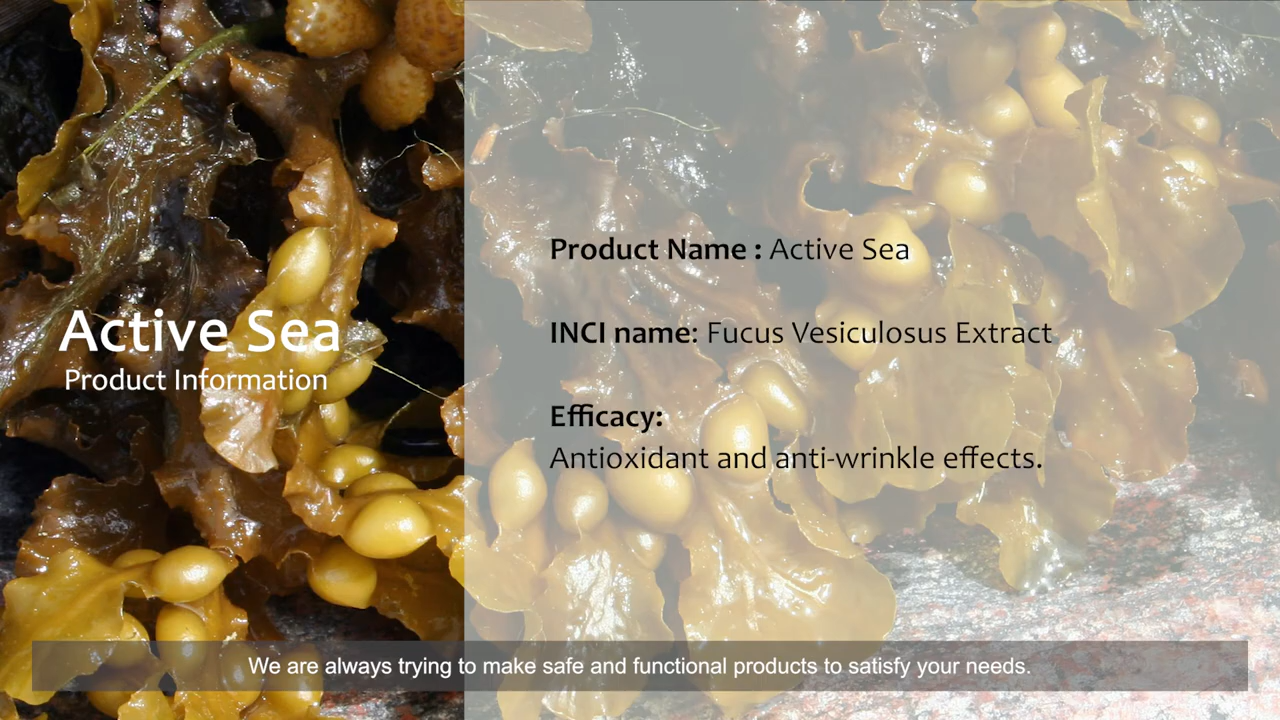 Active Sea
Product Information
Product Name : Active Sea
INCI name: Fucus Vesiculosus Extract
Efficacy:
Antioxidant and anti-wrinkle effects.
We are always trying to make safe and functional products to satisfy your needs.